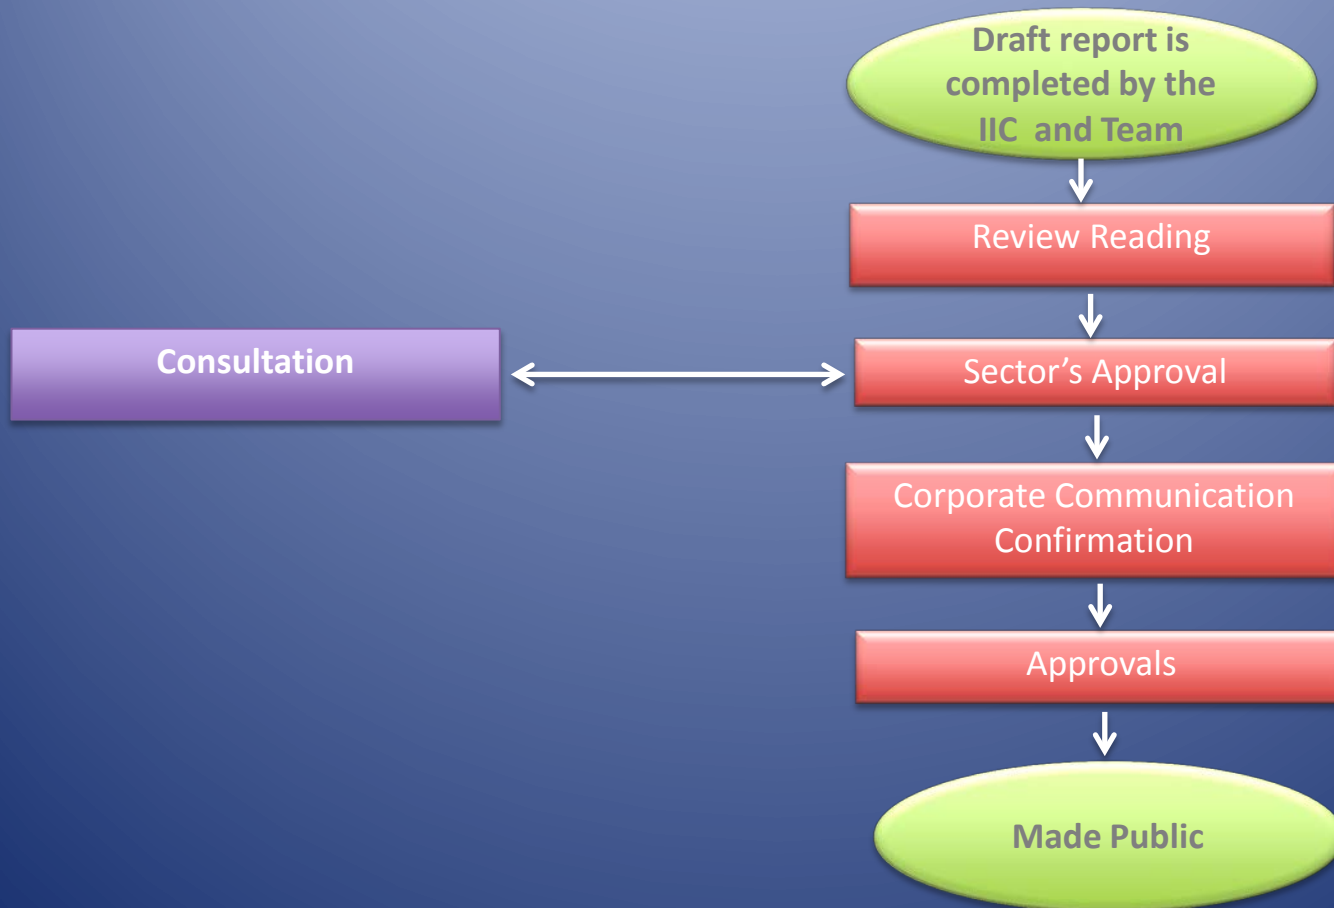 Draft report is
completed by the
IIC and Team
Review Reading
Consultation
Sector’s Approval
Corporate Communication
Confirmation
Approvals
Made Public